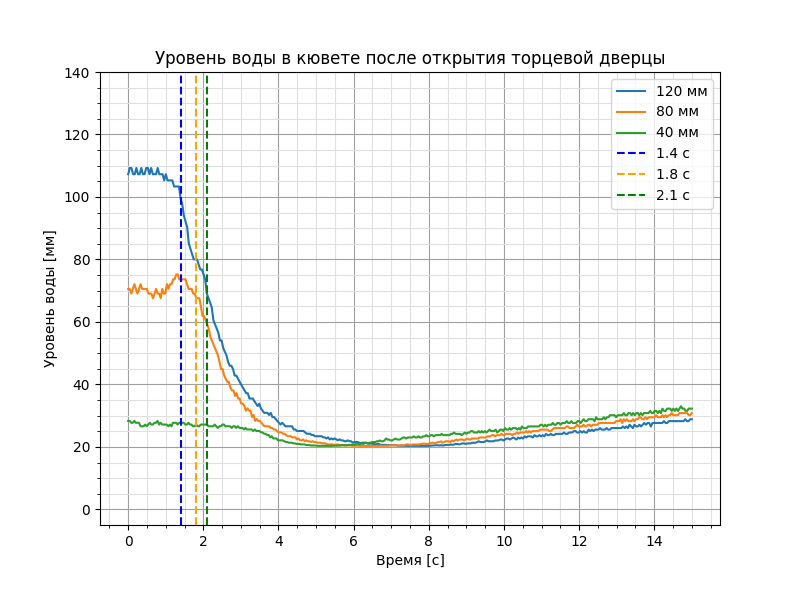 Уровень воды в кювете после открытия торцевой дверцы
140
120
100
80
60
40
20
0
Уровень воды [мм]
0 2 4 6 8 10 12 14
Время [с]
120 мм
80 мм
40 мм
1.4 с
1.8 с
2.1 с